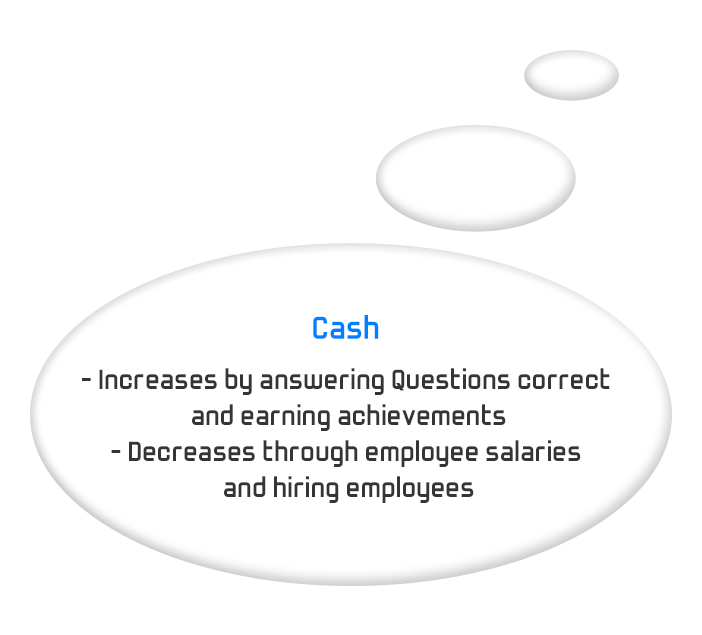 Cash
- Increases by answering Questions correct
and earning achievements
- Decreases through employee salaries
and hiring employees